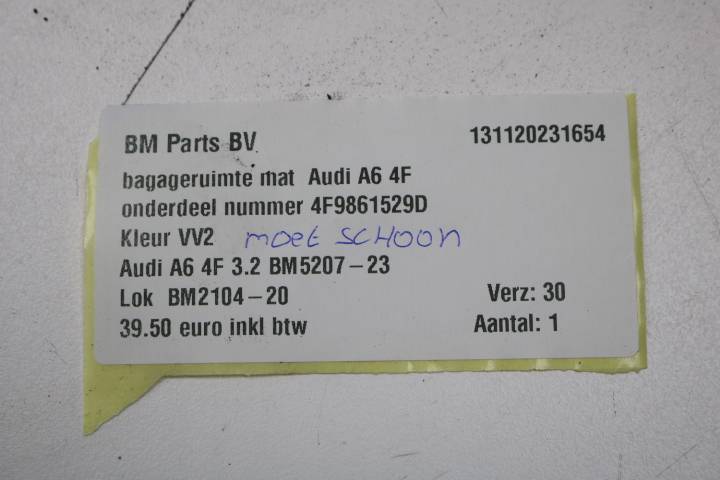 BM Parts BV 131120231654
bagageruimte mat Audi A6 4F
onderdeel nummer 4F9861529D
Kleur VV2 moet SCHOON
Audi A6 4F 3.2 BM5207-23
Lok BM2104-20 Verz: 30
39.50 euro inkl btw Aantal: 1